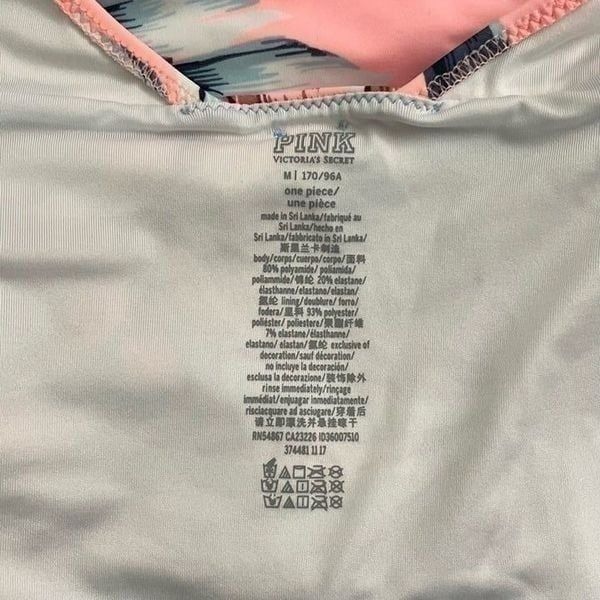 PINK
VICTORIA'S SECRET
M | 170/96A
one piece/
une pièce
made in Sri Lanka/fabriqué au
Sri Lanka/hecho en
Sri Lanka/fabbricato in Sri Lanka/
斯里兰卡制造
body/corps/cuerpo/corpo/面料
80% polyamide/poliamida/
poliammide/锦纶 20% elastane/
élasthanne/elastano/elastan/
氨纶 lining/doublure/forro/
fodera/里料 93% polyester/
poliéster/poliestere/聚酯纤维
7% elastane/élasthanne/
elastano/elastan/氨纶 exclusive of
decoration/sauf décoration/
no incluye la decoración/
esclusa la decorazione/装饰除外
rinse immediately/rinçage
immédiat/enjuagar inmediatamente/
risciacquare ad asciugare/穿着后
请立即漂洗并悬挂晾干
RN54867 CA23226 ID36007510
374481 11 17